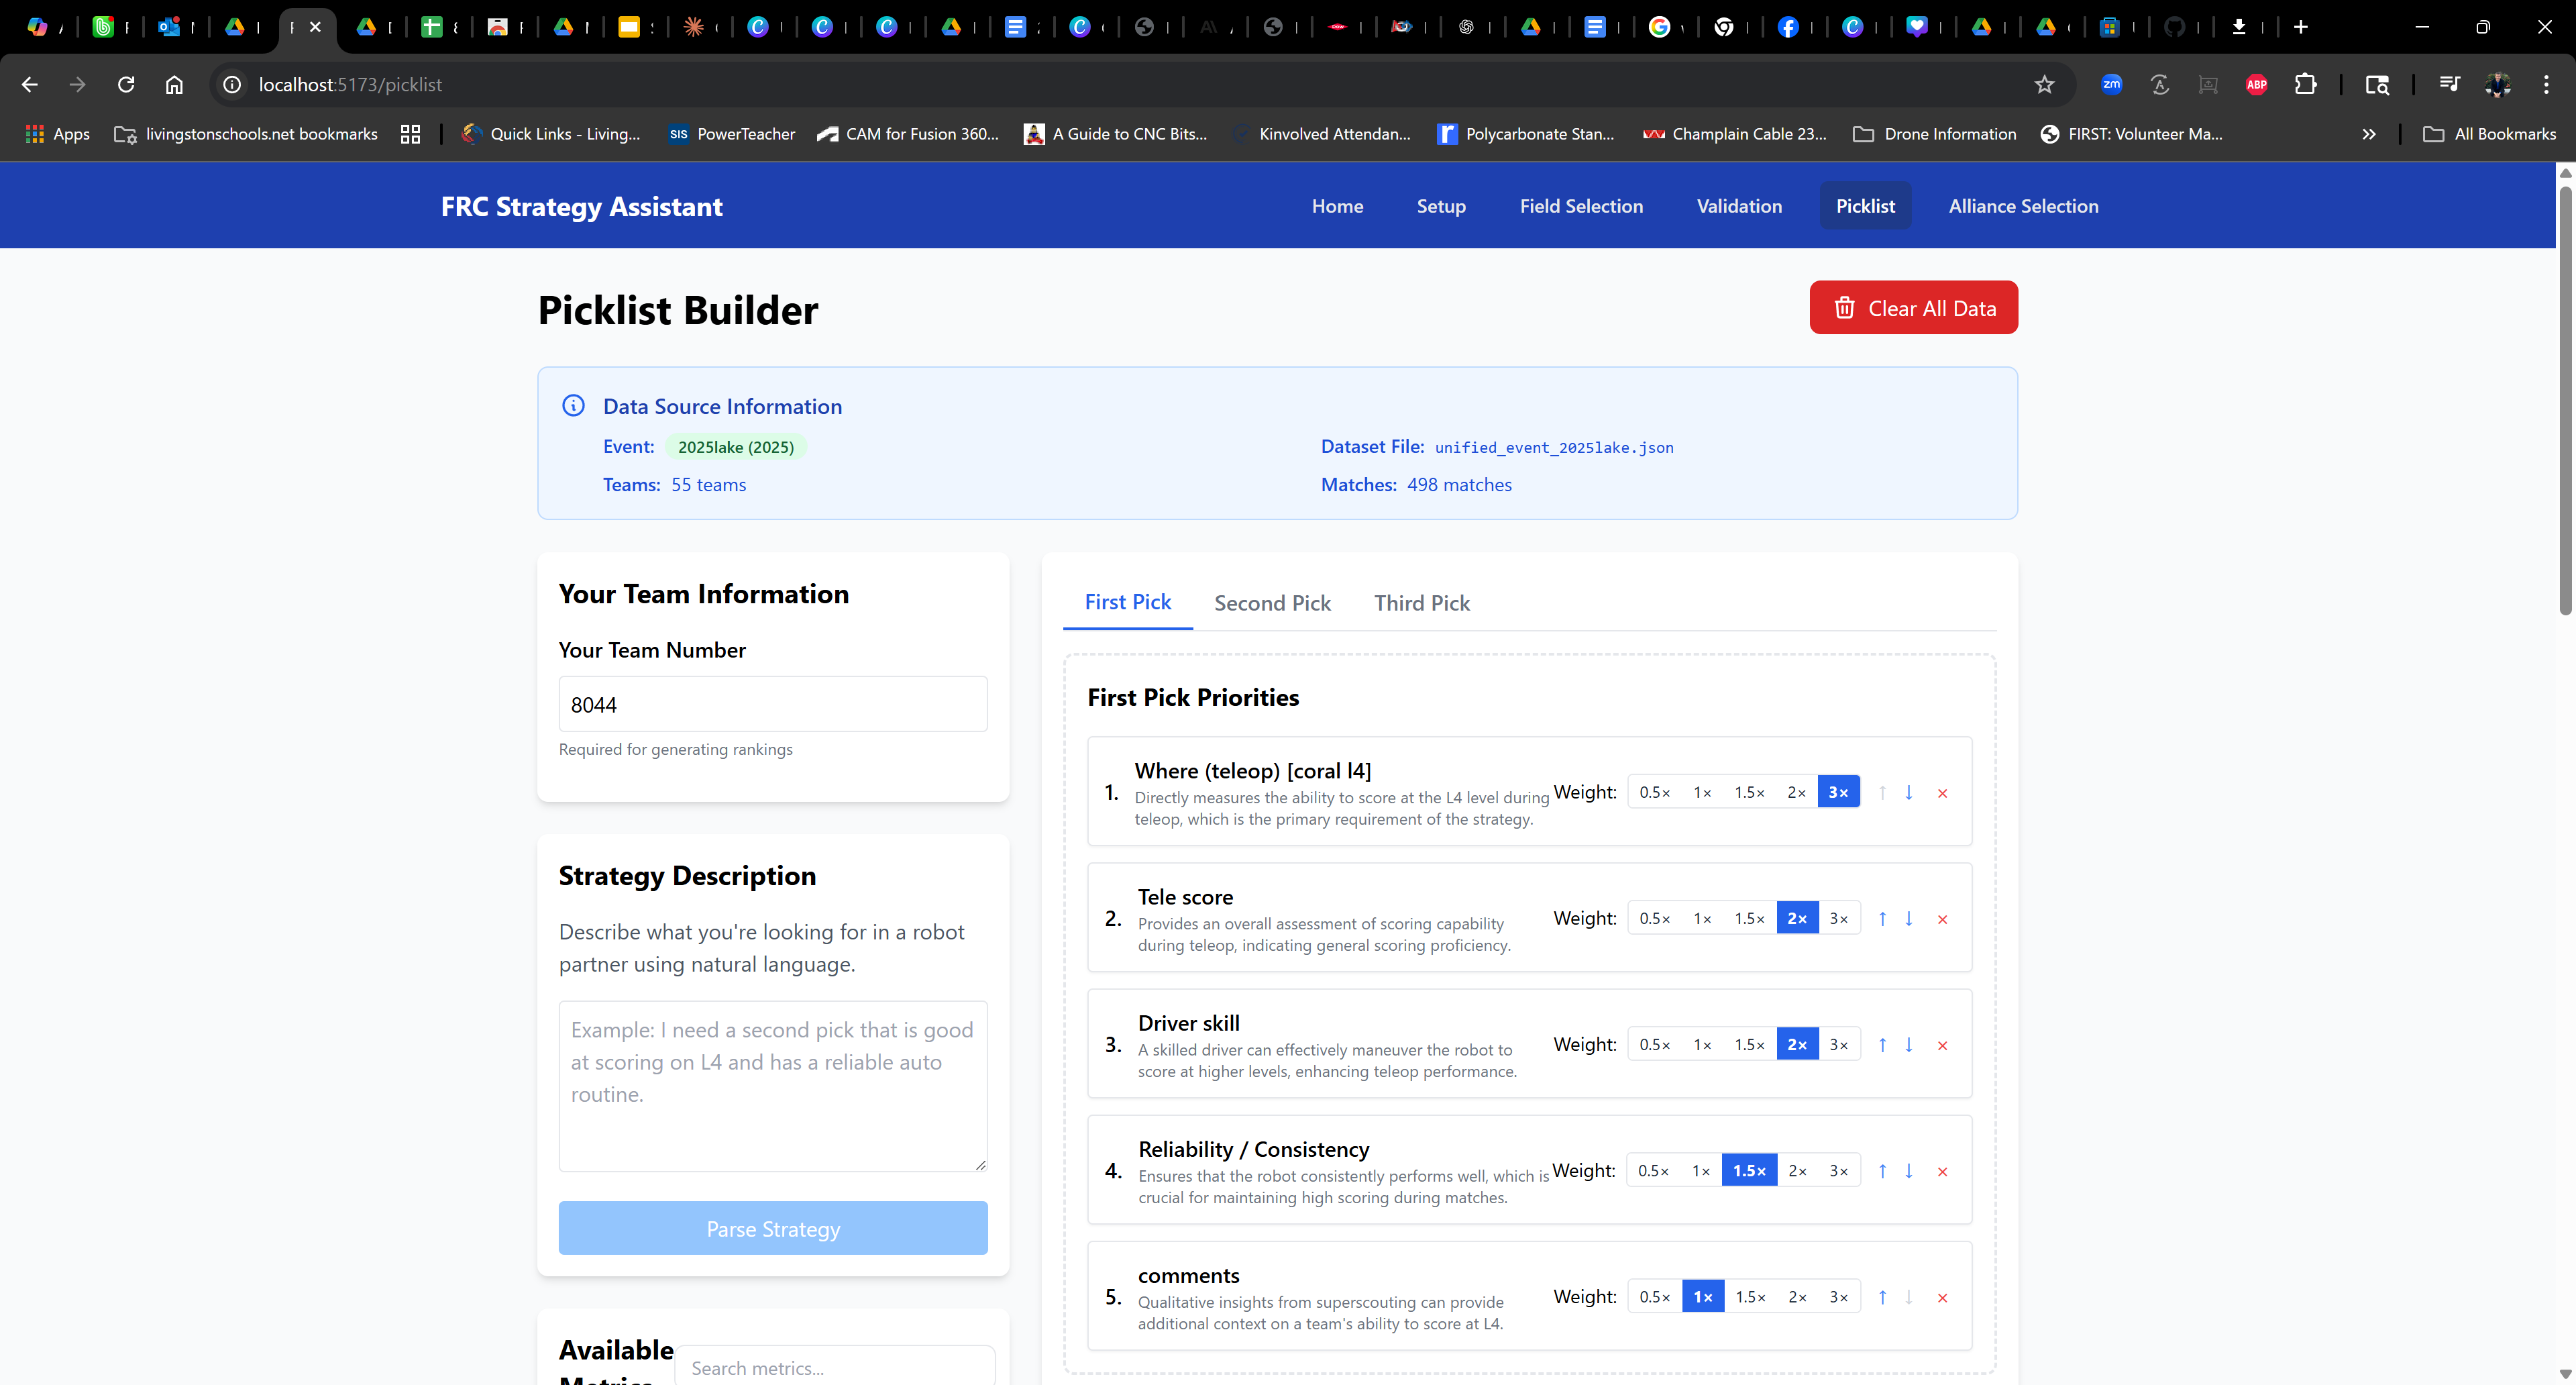 localhost:5173/picklist
Apps
livingstonschools.net bookmarks
Quick Links - Living...
SIS PowerTeacher
CAM for Fusion 360...
A Guide to CNC Bits...
Kinvolved Attendan...
Polycarbonate Stan...
Champlain Cable 23...
Drone Information
FIRST: Volunteer Ma...
All Bookmarks
FRC Strategy Assistant
Home
Setup
Field Selection
Validation
Picklist
Alliance Selection
Picklist Builder
Clear All Data
Data Source Information
Event: 2025lake (2025)
Dataset File: unified_event_2025lake.json
Teams: 55 teams
Matches: 498 matches
Your Team Information
Your Team Number
8044
Required for generating rankings
Strategy Description
Describe what you're looking for in a robot
partner using natural language.
Example: I need a second pick that is good
at scoring on L4 and has a reliable auto
routine.
Parse Strategy
Available
Metrics
Search metrics...
First Pick
Second Pick
Third Pick
First Pick Priorities
1.
Where (teleop) [coral l4]
Directly measures the ability to score at the L4 level during
teleop, which is the primary requirement of the strategy.
Weight: 0.5× 1× 1.5× 2× 3× ↑ ↓ ×
2.
Tele score
Provides an overall assessment of scoring capability
during teleop, indicating general scoring proficiency.
Weight: 0.5× 1× 1.5× 2× 3× ↑ ↓ ×
3.
Driver skill
A skilled driver can effectively maneuver the robot to
score at higher levels, enhancing teleop performance.
Weight: 0.5× 1× 1.5× 2× 3× ↑ ↓ ×
4.
Reliability / Consistency
Ensures that the robot consistently performs well, which is
crucial for maintaining high scoring during matches.
Weight: 0.5× 1× 1.5× 2× 3× ↑ ↓ ×
5.
comments
Qualitative insights from superscouting can provide
additional context on a team's ability to score at L4.
Weight: 0.5× 1× 1.5× 2× 3× ↑ ↓ ×